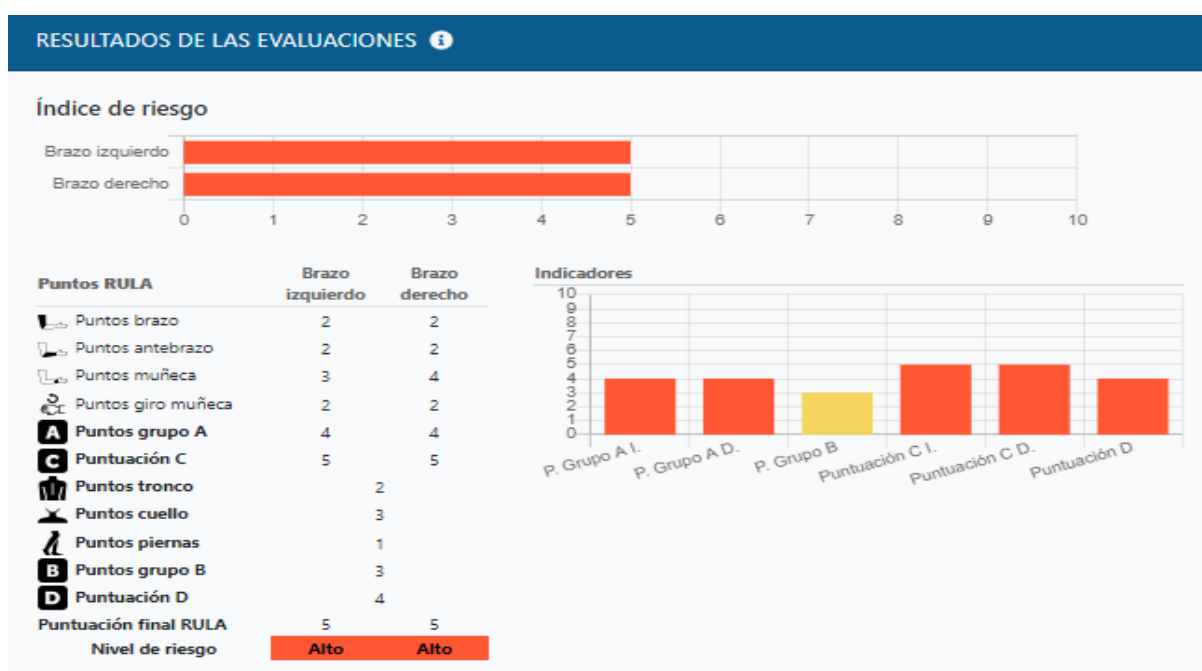 RESULTADOS DE LAS EVALUACIONES
Índice de riesgo
Brazo izquierdo
Brazo derecho
0 1 2 3 4 5 6 7 8 9 10
Puntos RULA Brazo izquierdo Brazo derecho
Puntos brazo 2 2
Puntos antebrazo 2 2
Puntos muñeca 3 4
Puntos giro muñeca 2 2
A Puntos grupo A 4 4
C Puntuación C 5 5
Puntos tronco 2
Puntos cuello 3
Puntos piernas 1
B Puntos grupo B 3
D Puntuación D 4
Puntuación final RULA 5 5
Nivel de riesgo Alto Alto
Indicadores
10
9
8
7
6
5
4
3
2
1
0
P. Grupo A I. P. Grupo A D. P. Grupo B Puntuación C I. Puntuación C D. Puntuación D